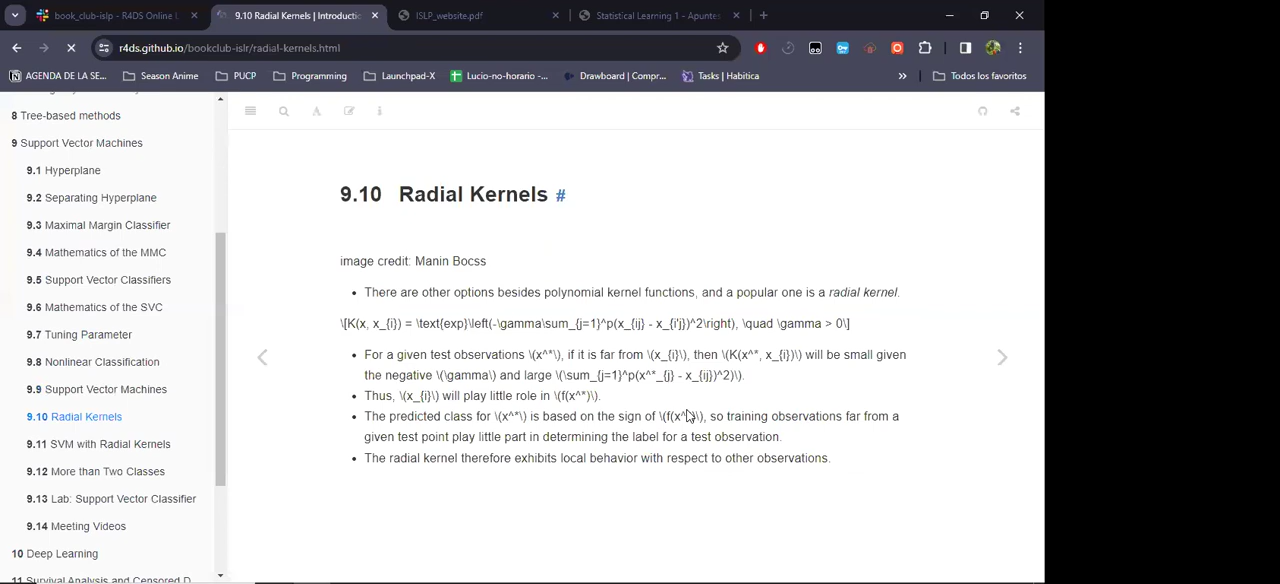 book_club-islp - R4DS Online L
9.10 Radial Kernels | Introductic
ISLP_website.pdf
Statistical Learning 1 - Apuntes
r4ds.github.io/bookclub-islr/radial-kernels.html
AGENDA DE LA SE...
Season Anime
PUCP
Programming
Launchpad-X
Lucio-no-horario -...
Drawboard | Compr...
Tasks | Habitica
»
Todos los favoritos
8 Tree-based methods
9 Support Vector Machines
9.1 Hyperplane
9.2 Separating Hyperplane
9.3 Maximal Margin Classifier
9.4 Mathematics of the MMC
9.5 Support Vector Classifiers
9.6 Mathematics of the SVC
9.7 Tuning Parameter
9.8 Nonlinear Classification
9.9 Support Vector Machines
9.10 Radial Kernels
9.11 SVM with Radial Kernels
9.12 More than Two Classes
9.13 Lab: Support Vector Classifier
9.14 Meeting Videos
10 Deep Learning
11 Survival Analysis and Censored D
9.10 Radial Kernels #
image credit: Manin Bocss
• There are other options besides polynomial kernel functions, and a popular one is a radial kernel.
\[K(x, x_{i}) = \text{exp}\left(-\gamma\sum_{j=1}^p(x_{ij} - x_{i'j})^2\right), \quad \gamma > 0\]
• For a given test observations \(x^*\), if it is far from \(x_{i}\), then \(K(x^*, x_{i})\) will be small given
the negative \(\gamma\) and large \(\sum_{j=1}^p(x^*_{j} - x_{ij})^2)\).
• Thus, \(x_{i}\) will play little role in \(f(x^*)\).
• The predicted class for \(x^*\) is based on the sign of \(f(x^*)\), so training observations far from a
given test point play little part in determining the label for a test observation.
• The radial kernel therefore exhibits local behavior with respect to other observations.